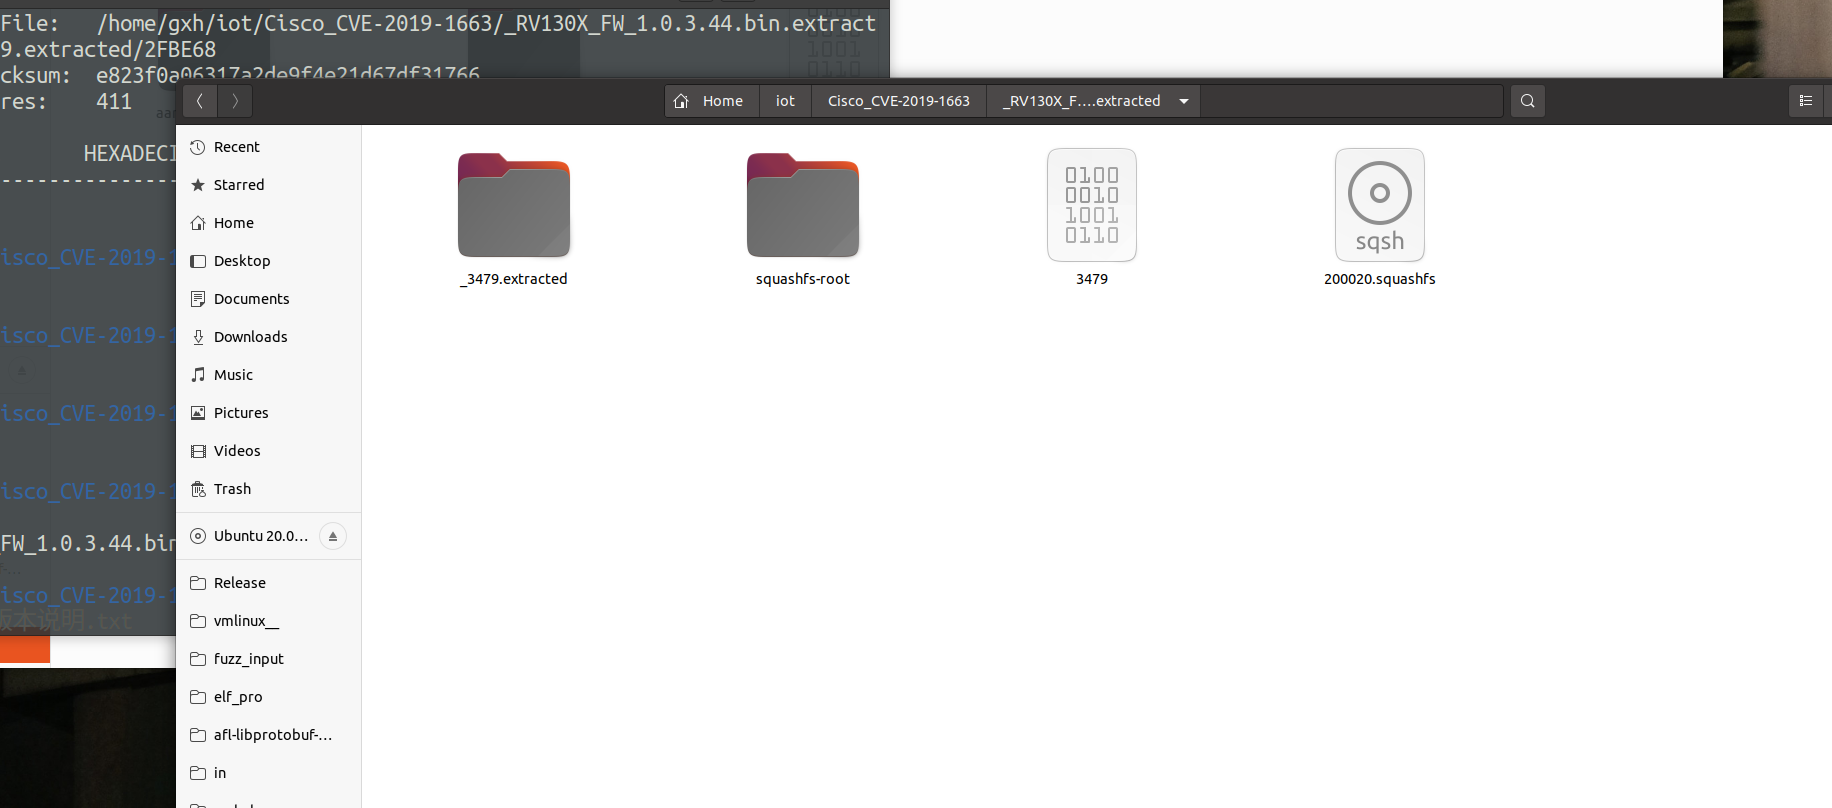 File:   /home/gxh/iot/Cisco_CVE-2019-1663/_RV130X_FW_1.0.3.44.bin.extract
9.extracted/2FBE68
cksum:  e823f0a06317a2de9f4e21d67df31766
res:    411
HEXADECI
--------------
isco_CVE-2019-1
isco_CVE-2019-1
isco_CVE-2019-1
isco_CVE-2019-1
FW_1.0.3.44.bin
isco_CVE-2019-1
版本说明.txt
Home
iot
Cisco_CVE-2019-1663
_RV130X_F….extracted
Recent
Starred
Home
Desktop
Documents
Downloads
Music
Pictures
Videos
Trash
Ubuntu 20.0…
Release
vmlinux__
fuzz_input
elf_pro
afl-libprotobuf-…
in
0100
0010
1001
0110
sqsh
_3479.extracted
squashfs-root
3479
200020.squashfs